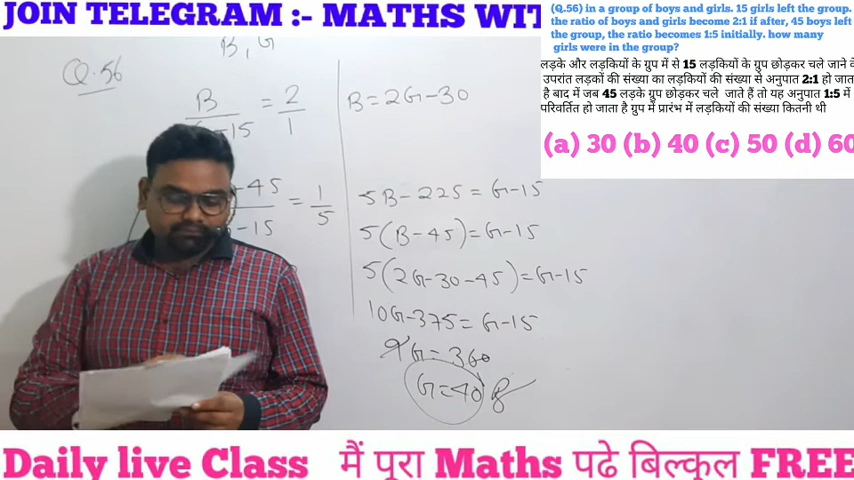 JOIN TELEGRAM :- MATHS WIT
(Q.56) in a group of boys and girls. 15 girls left the group.
the ratio of boys and girls become 2:1 if after, 45 boys left
the group, the ratio becomes 1:5 initially. how many
girls were in the group?
लड़के और लड़कियों के ग्रुप में से 15 लड़कियों के ग्रुप छोड़कर चले जाने के
उपरांत लड़कों की संख्या का लड़कियों की संख्या से अनुपात 2:1 हो जात
है बाद में जब 45 लड़के ग्रुप छोड़कर चले जाते हैं तो यह अनुपात 1:5 में
परिवर्तित हो जाता है ग्रुप में प्रारंभ में लड़कियों की संख्या कितनी थी
(a) 30 (b) 40 (c) 50 (d) 60
Q.56
B, G
B = 2
-15 1
-45 = 1
-15 5
B=2G-30
5B-225=G-15
5(B-45)=G-15
5(2G-30-45)=G-15
10G-375=G-15
9G=360
G=40
Daily live Class मैं पूरा Maths पढे बिल्कुल FREE